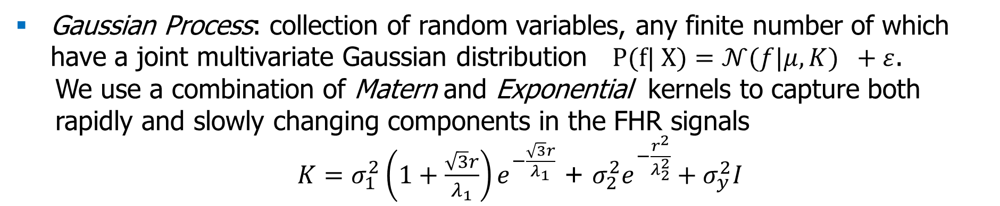 ▪ Gaussian Process: collection of random variables, any finite number of which
have a joint multivariate Gaussian distribution P(f| X) = 𝒩(f|μ, K) + ε.
We use a combination of Matern and Exponential kernels to capture both
rapidly and slowly changing components in the FHR signals
K = σ₁² (1 + √3r/λ₁) e^(−√3r/λ₁) + σ₂² e^(−r²/λ₂²) + σ_y² I